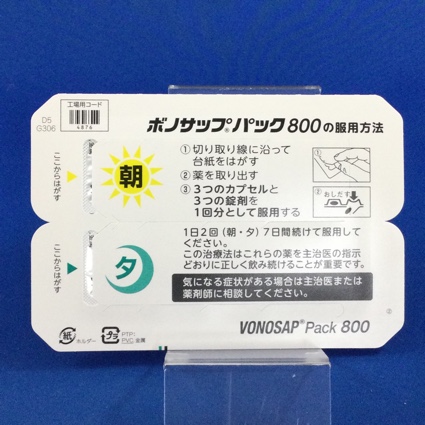 工場用コード
4876
D5
G306
ボノサップ®パック800の服用方法
ここからはがす
朝
①切り取り線に沿って
台紙をはがす
②薬を取り出す
③3つのカプセルと
3つの錠剤を
1回分として服用する
①
②おしだす
ここからはがす
夕
1日2回(朝・夕)7日間続けて服用して
ください。
この治療法はこれらの薬を主治医の指示
どおりに正しく飲み続けることが重要です。
気になる症状がある場合は主治医または
薬剤師に相談してください。
紙
ホルダー
プラ
PTP:
PVC,金属
VONOSAP® Pack 800